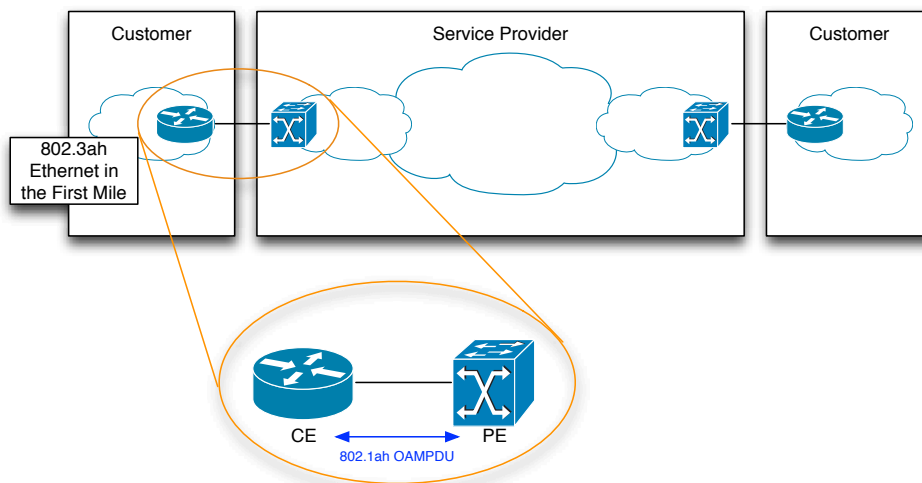 Customer
Service Provider
Customer
802.3ah
Ethernet in
the First Mile
CE
PE
802.1ah OAMPDU